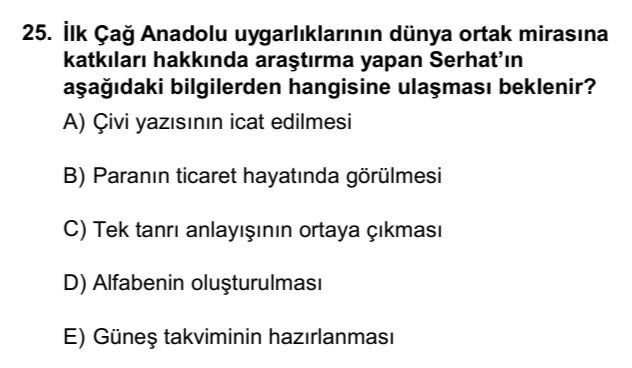 25. İlk Çağ Anadolu uygarlıklarının dünya ortak mirasına
katkıları hakkında araştırma yapan Serhat’ın
aşağıdaki bilgilerden hangisine ulaşması beklenir?
A) Çivi yazısının icat edilmesi
B) Paranın ticaret hayatında görülmesi
C) Tek tanrı anlayışının ortaya çıkması
D) Alfabenin oluşturulması
E) Güneş takviminin hazırlanması